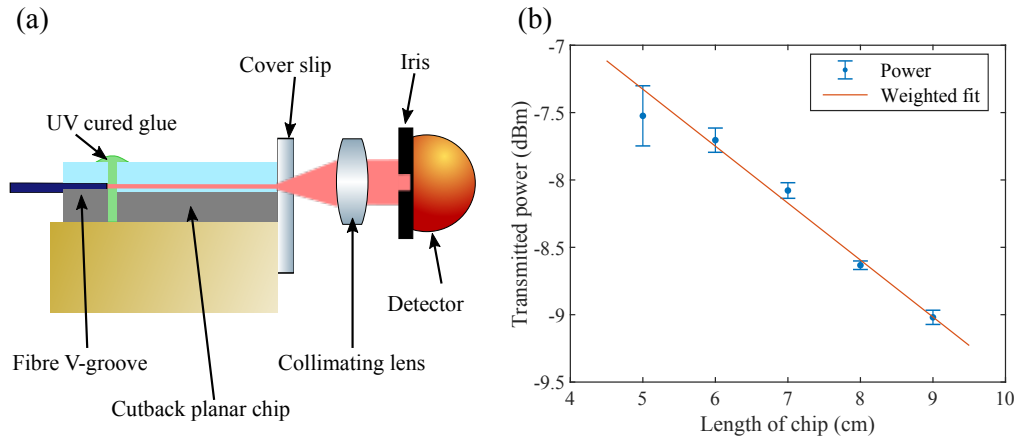 (a)
Cover slip
Iris
UV cured glue
Detector
Fibre V-groove
Collimating lens
Cutback planar chip
(b)
-7
-7.5
-8
-8.5
-9
-9.5
Transmitted power (dBm)
Power
Weighted fit
4 5 6 7 8 9 10
Length of chip (cm)